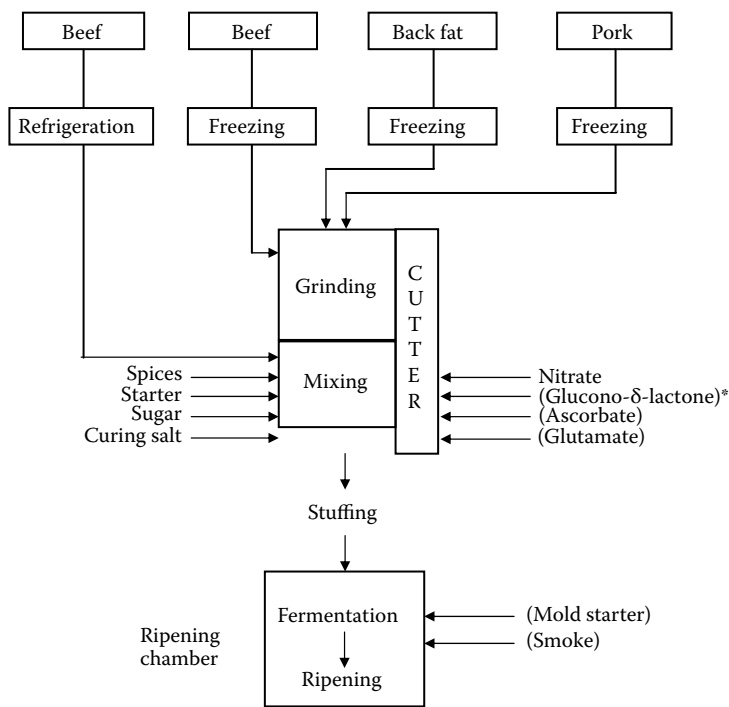 Beef
Beef
Back fat
Pork
Refrigeration
Freezing
Freezing
Freezing
Grinding
CUTTER
Mixing
Spices
Starter
Sugar
Curing salt
Nitrate
(Glucono-δ-lactone)*
(Ascorbate)
(Glutamate)
Stuffing
Ripening
chamber
Fermentation
Ripening
(Mold starter)
(Smoke)